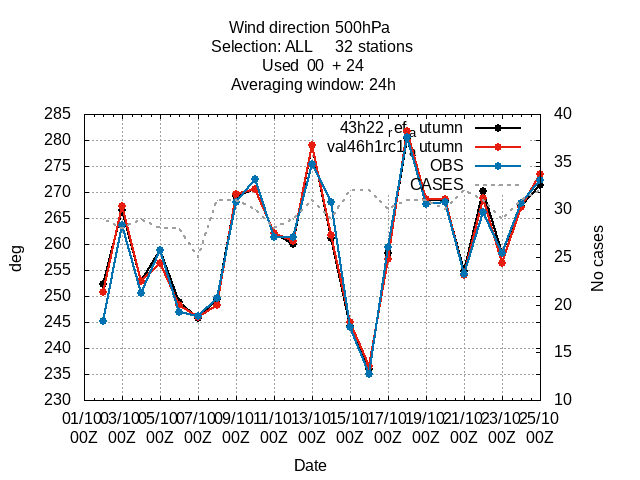 Wind direction 500hPa
Selection: ALL 32 stations
Used 00 + 24
Averaging window: 24h
285 40
280 35
275
270 30
265
260 25
255
250 20
245
240 15
235
230 10
43h22ref autumn
val46h1rc1autumn
OBS
CASES
deg
No cases
01/10 03/10 05/10 07/10 09/10 11/10 13/10 15/10 17/10 19/10 21/10 23/10 25/10
00Z 00Z 00Z 00Z 00Z 00Z 00Z 00Z 00Z 00Z 00Z 00Z 00Z
Date